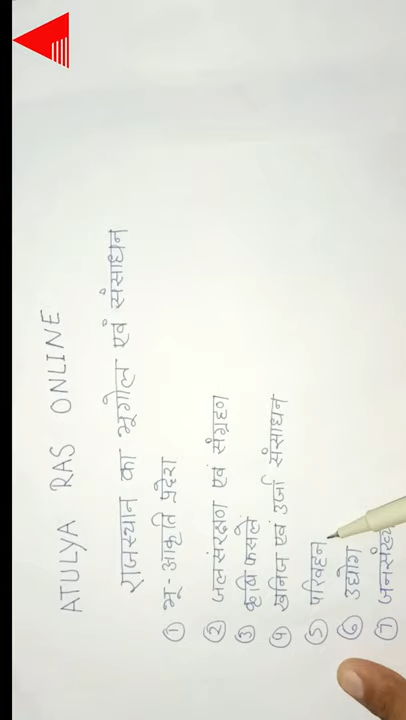 ATULYA RAS ONLINE
राजस्थान का भूगोल एवं संसाधन
① भू-आकृति प्रदेश
② जलसंरक्षण एवं संग्रहण
③ कृषि फसले
④ खनिज एवं उर्जा संसाधन
⑤ परिवहन
⑥ उद्योग
⑦